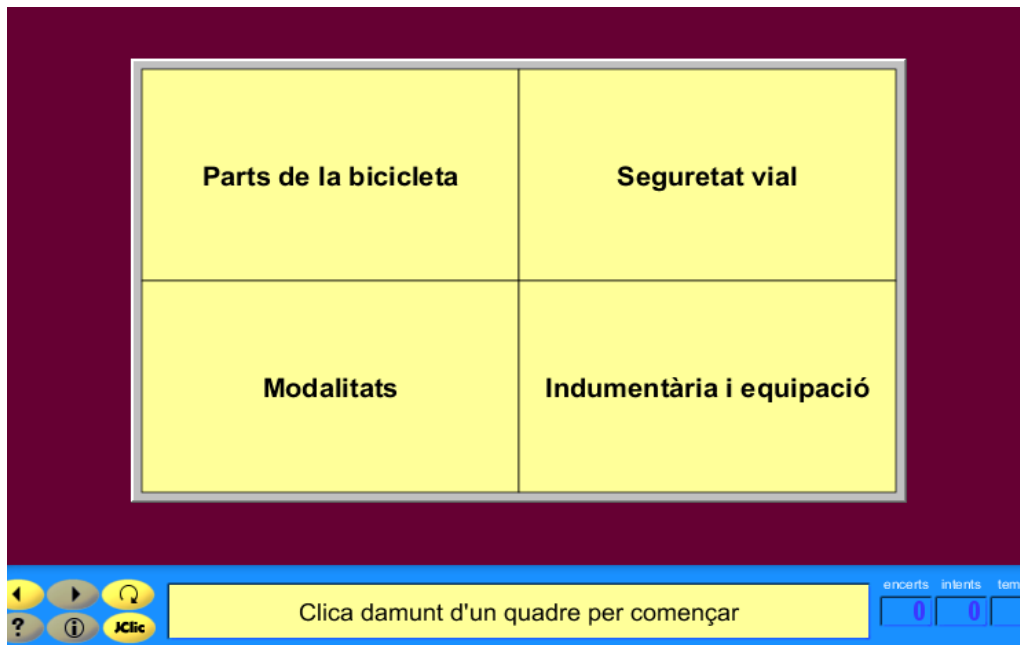 Parts de la bicicleta
Seguretat vial
Modalitats
Indumentària i equipació
encerts intents tem
0 0
? i JClic
Clica damunt d'un quadre per començar